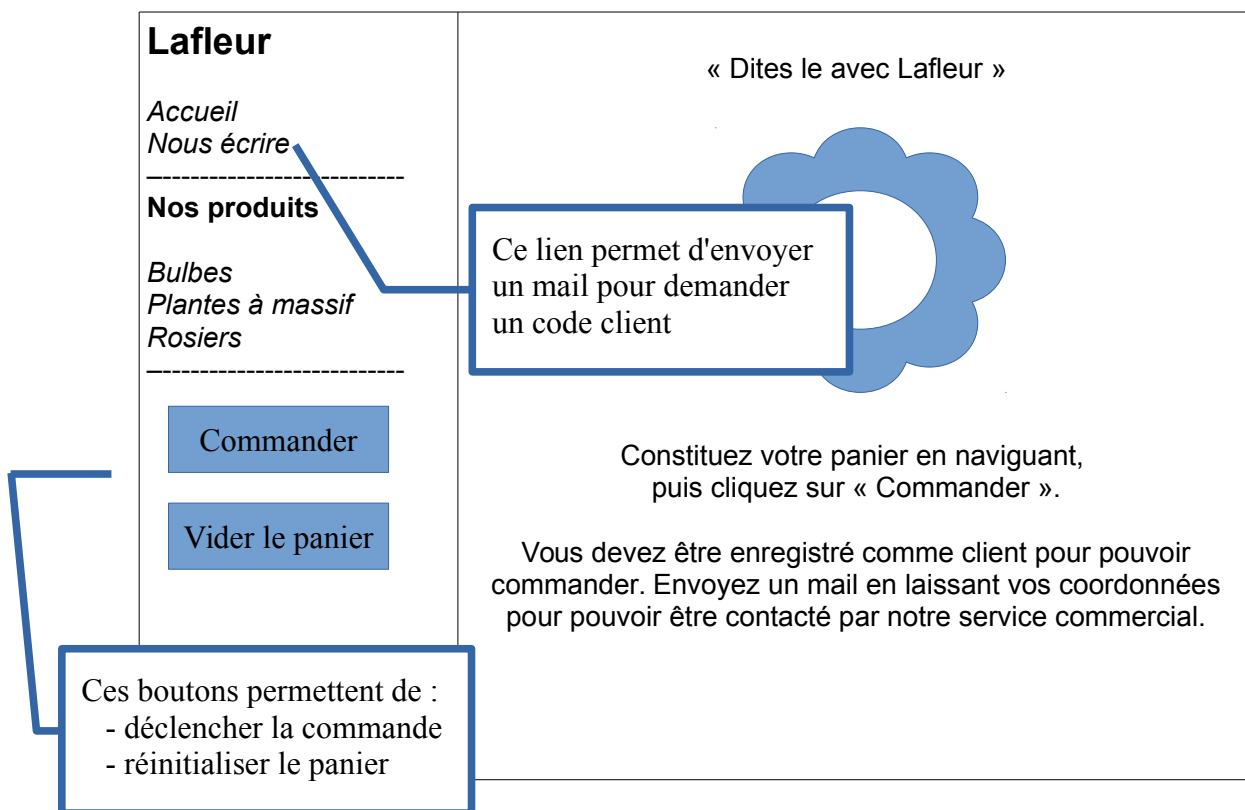 Lafleur
Accueil
Nous écrire
Nos produits
Bulbes
Plantes à massif
Rosiers
Commander
Vider le panier
Ces boutons permettent de :
- déclencher la commande
- réinitialiser le panier
« Dites le avec Lafleur »
Ce lien permet d'envoyer
un mail pour demander
un code client
Constituez votre panier en naviguant,
puis cliquez sur « Commander ».
Vous devez être enregistré comme client pour pouvoir
commander. Envoyez un mail en laissant vos coordonnées
pour pouvoir être contacté par notre service commercial.